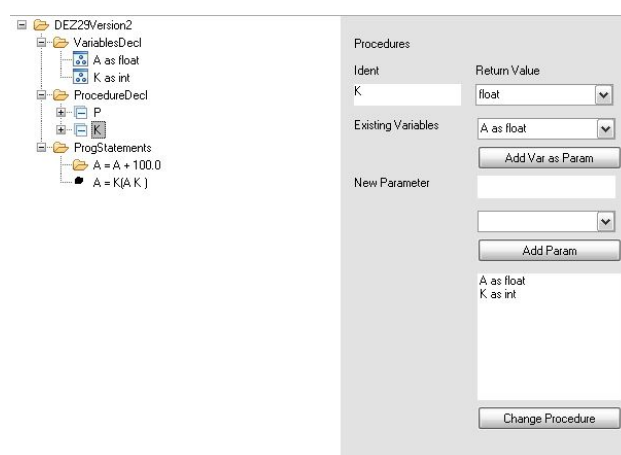 DEZ29Version2
VariablesDecl
A as float
K as int
ProcedureDecl
P
K
ProgStatements
A = A + 100.0
A = K(A K )
Procedures
Ident Return Value
K float
Existing Variables A as float
Add Var as Param
New Parameter
Add Param
A as float
K as int
Change Procedure